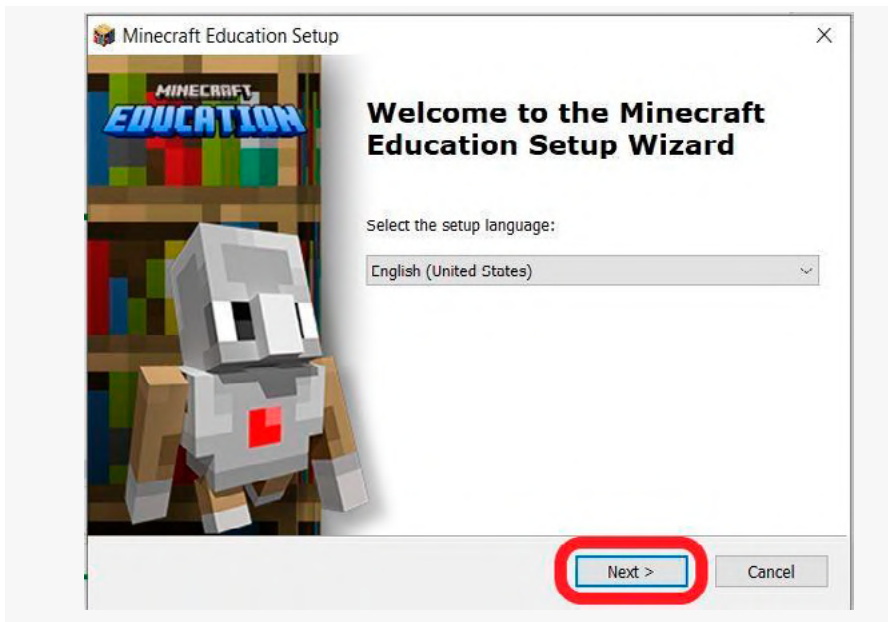 Minecraft Education Setup
MINECRAFT
EDUCATION
Welcome to the Minecraft
Education Setup Wizard
Select the setup language:
English (United States)
Next >
Cancel